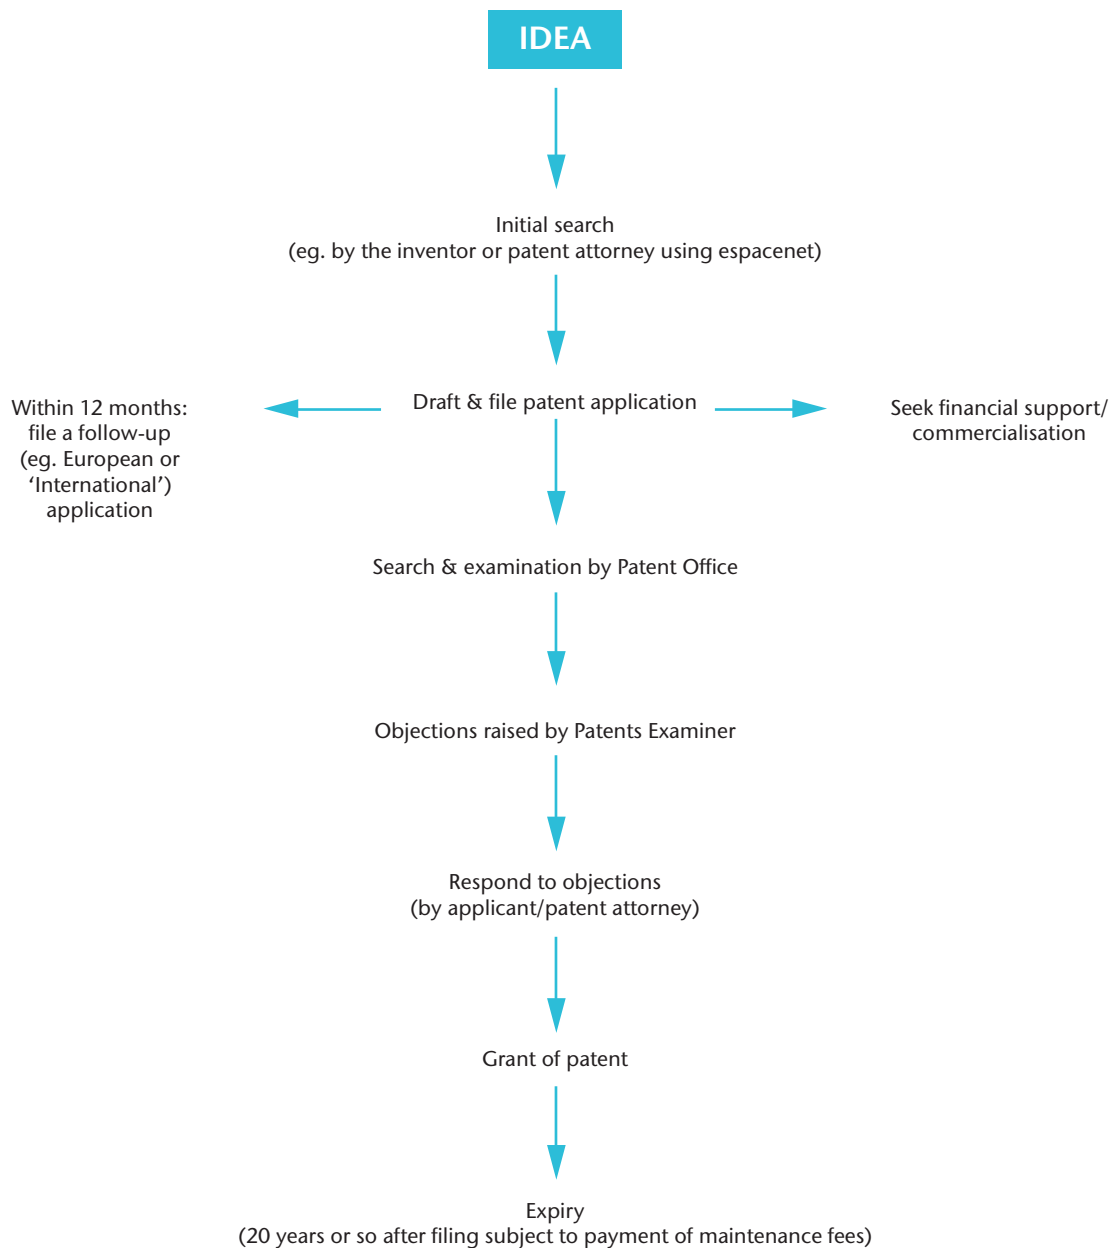 IDEA
Initial search
(eg. by the inventor or patent attorney using espacenet)
Within 12 months:
file a follow-up
(eg. European or
‘International’)
application
Draft & file patent application
Seek financial support/
commercialisation
Search & examination by Patent Office
Objections raised by Patents Examiner
Respond to objections
(by applicant/patent attorney)
Grant of patent
Expiry
(20 years or so after filing subject to payment of maintenance fees)